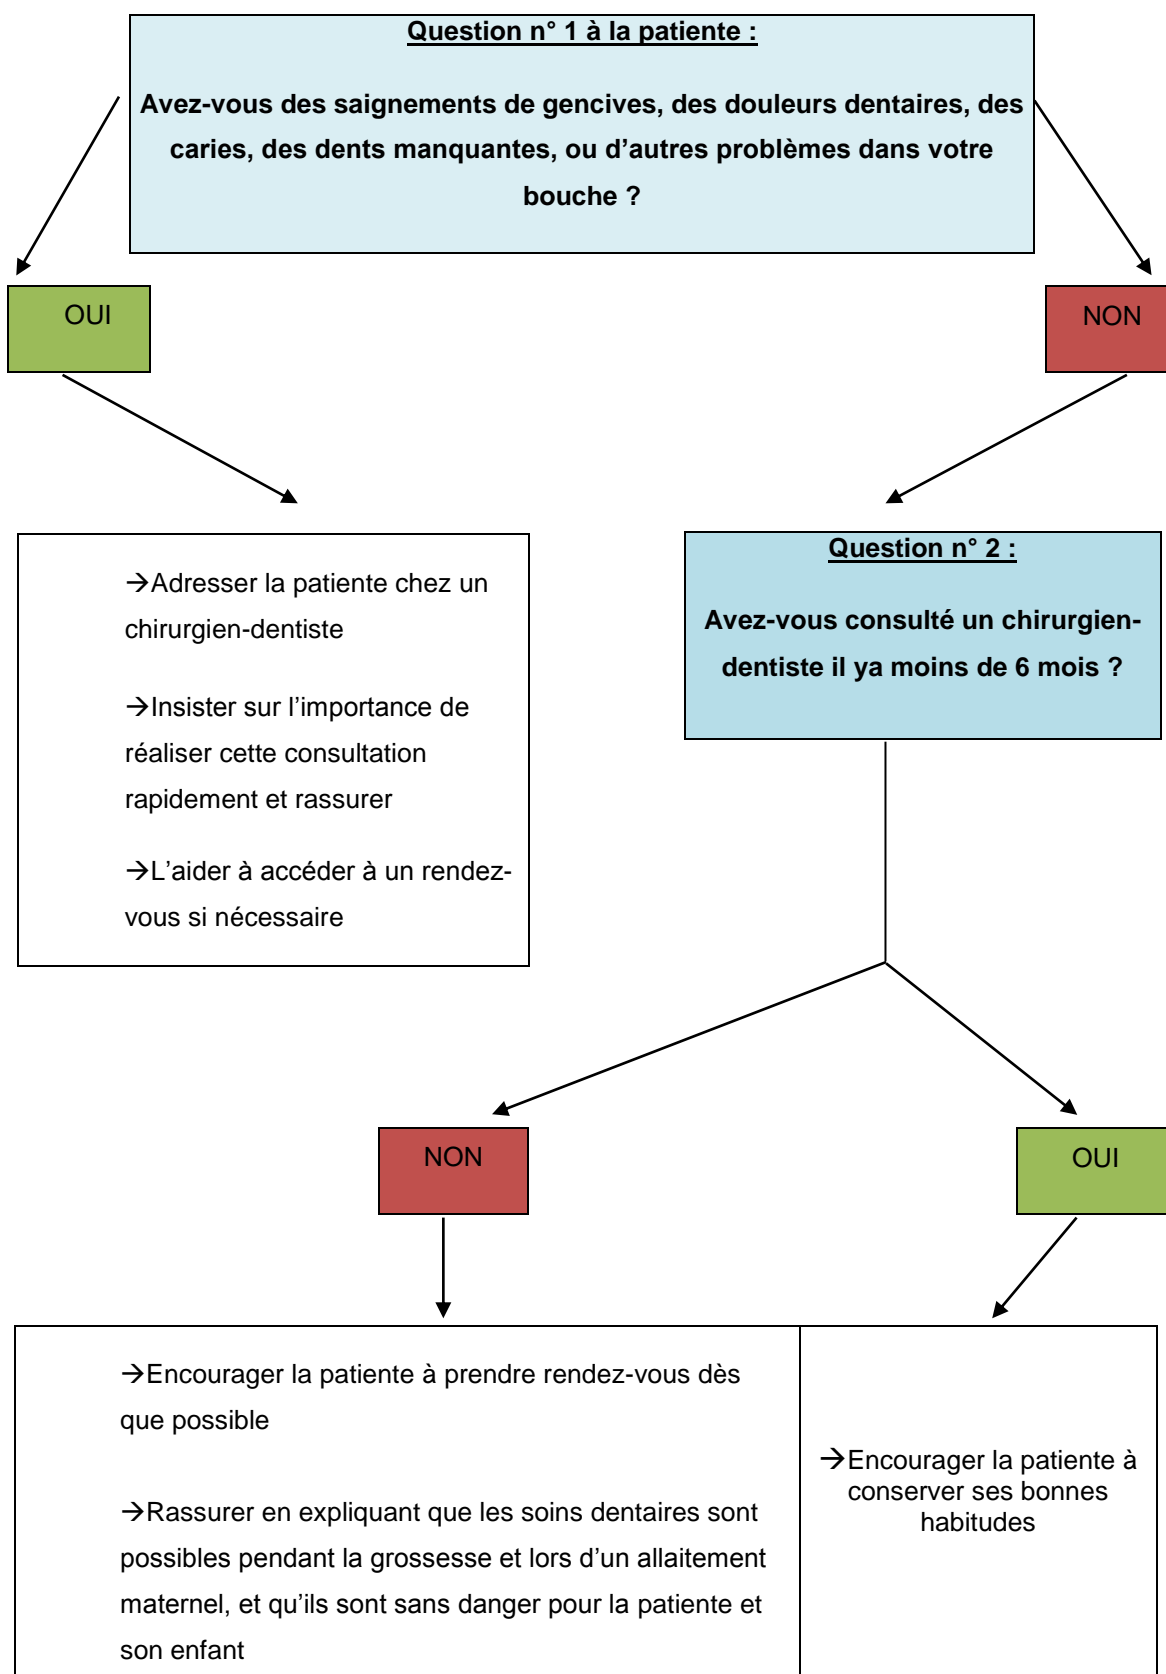 Question n° 1 à la patiente :
Avez-vous des saignements de gencives, des douleurs dentaires, des
caries, des dents manquantes, ou d’autres problèmes dans votre
bouche ?
OUI
NON
→Adresser la patiente chez un
chirurgien-dentiste
→Insister sur l’importance de
réaliser cette consultation
rapidement et rassurer
→L’aider à accéder à un rendez-
vous si nécessaire
Question n° 2 :
Avez-vous consulté un chirurgien-
dentiste il ya moins de 6 mois ?
NON
OUI
→Encourager la patiente à prendre rendez-vous dès
que possible
→Rassurer en expliquant que les soins dentaires sont
possibles pendant la grossesse et lors d’un allaitement
maternel, et qu’ils sont sans danger pour la patiente et
son enfant
→Encourager la patiente à
conserver ses bonnes
habitudes